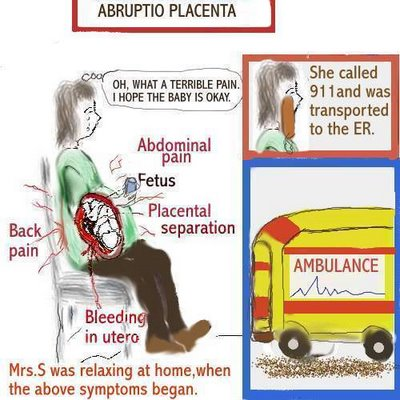 ABRUPTIO PLACENTA
OH, WHAT A TERRIBLE PAIN.
I HOPE THE BABY IS OKAY.
She called
911and was
transported
to the ER.
Abdominal
pain
Fetus
Placental
separation
Back
pain
AMBULANCE
Bleeding
in utero
Mrs.S was relaxing at home,when
the above symptoms began.